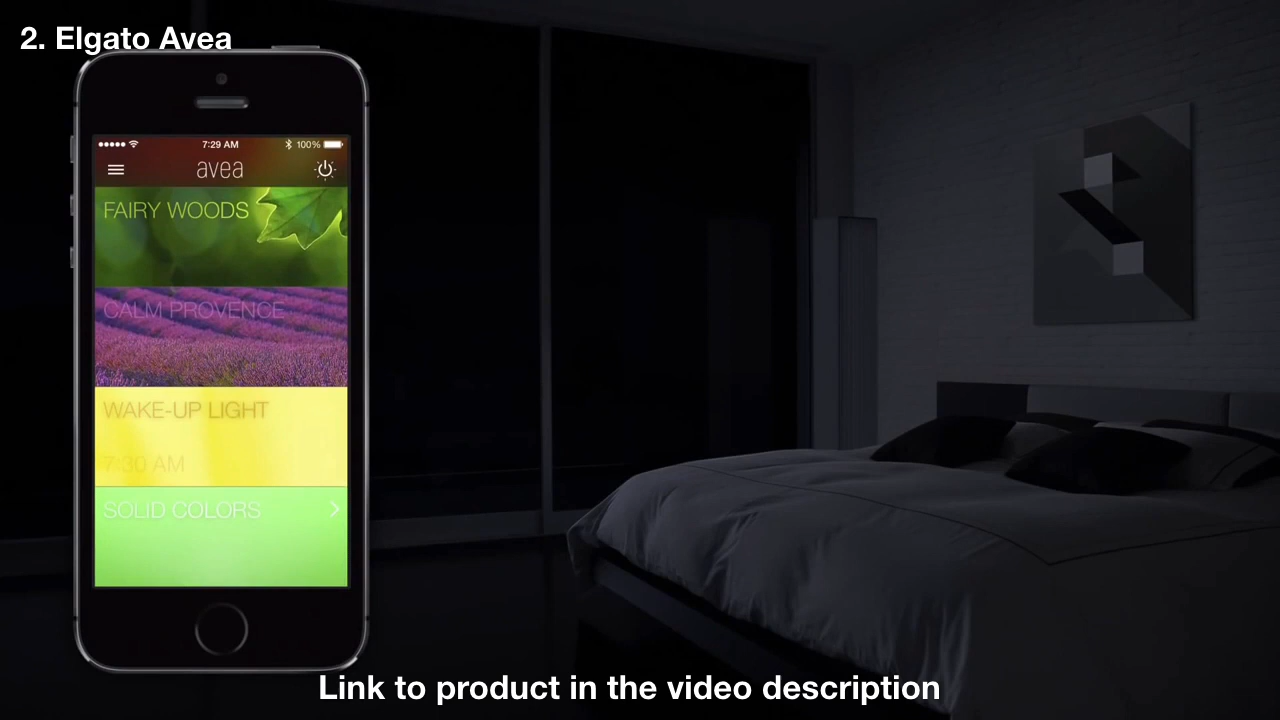 2. Elgato Avea
7:29 AM
100%
avea
FAIRY WOODS
CALM PROVENCE
WAKE-UP LIGHT
7:30 AM
SOLID COLORS
Link to product in the video description